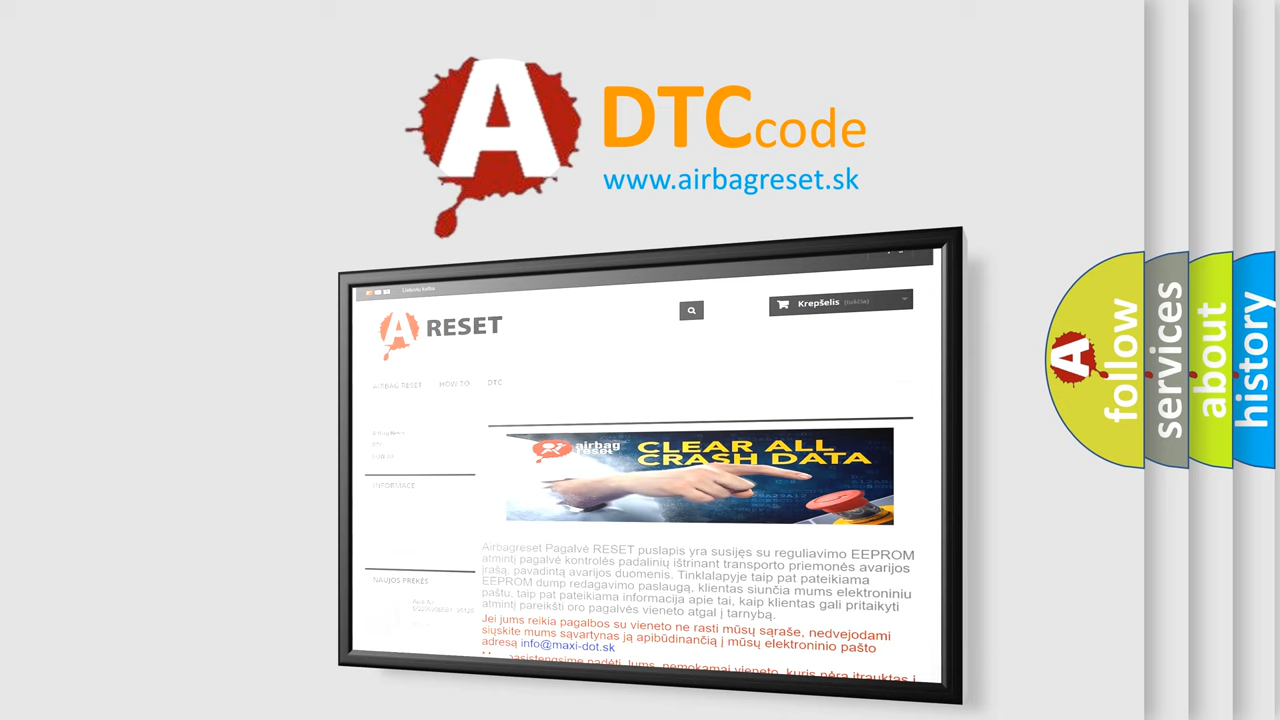 A DTCcode
www.airbagreset.sk
Lietuvių kalba
A RESET
Krepšelis (tuščia)
AIRBAG RESET HOW TO DTC
INFORMACE
airbag reset
CLEAR ALL
CRASH DATA
Airbagreset Pagalvė RESET puslapis yra susijęs su reguliavimo EEPROM
atmintį pagalvė kontrolės padalinių ištrinant transporto priemonės avarijos
įrašą, pavadintą avarijos duomenis. Tinklalapyje taip pat pateikiama
EEPROM dump redagavimo paslaugą, klientas siunčia mums elektroniniu
paštu, taip pat pateikiama informacija apie tai, kaip klientas gali pritaikyti
atmintį pareikšti oro pagalvės vieneto atgal į tarnybą.
Jei jums reikia pagalbos su vieneto ne rasti mūsų sąraše, nedvejodami
siųskite mums sąvartynas ją apibūdinančią į mūsų elektroninio pašto
adresą info@maxi-dot.sk
NAUJOS PREKĖS
A follow
services
about
history